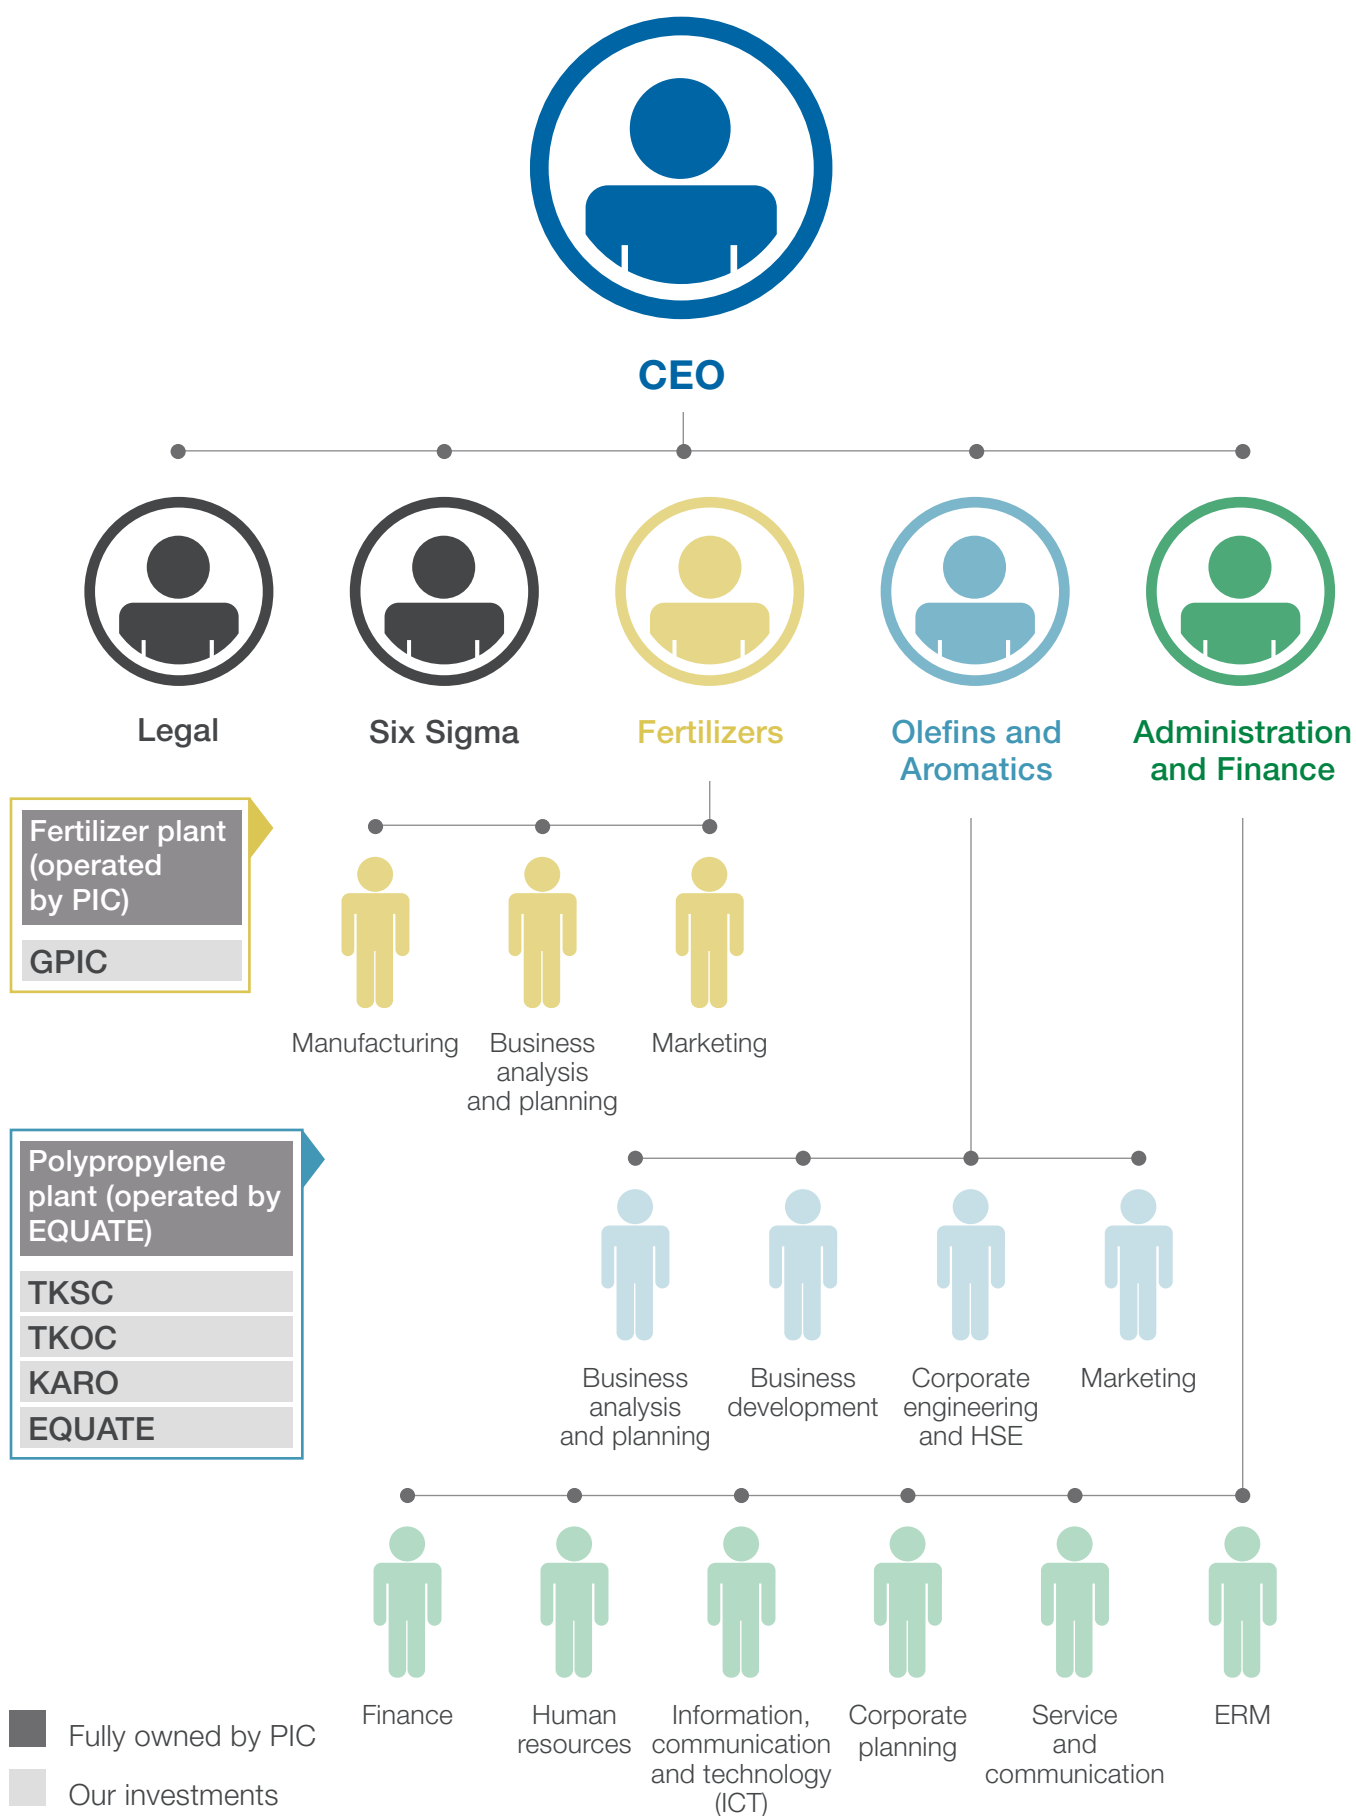 CEO
Legal
Six Sigma
Fertilizers
Olefins and
Aromatics
Administration
and Finance
Fertilizer plant
(operated
by PIC)
GPIC
Manufacturing
Business
analysis
and planning
Marketing
Polypropylene
plant (operated by
EQUATE)
TKSC
TKOC
KARO
EQUATE
Business
analysis
and planning
Business
development
Corporate
engineering
and HSE
Marketing
Finance
Human
resources
Information,
communication
and technology
(ICT)
Corporate
planning
Service
and
communication
ERM
Fully owned by PIC
Our investments